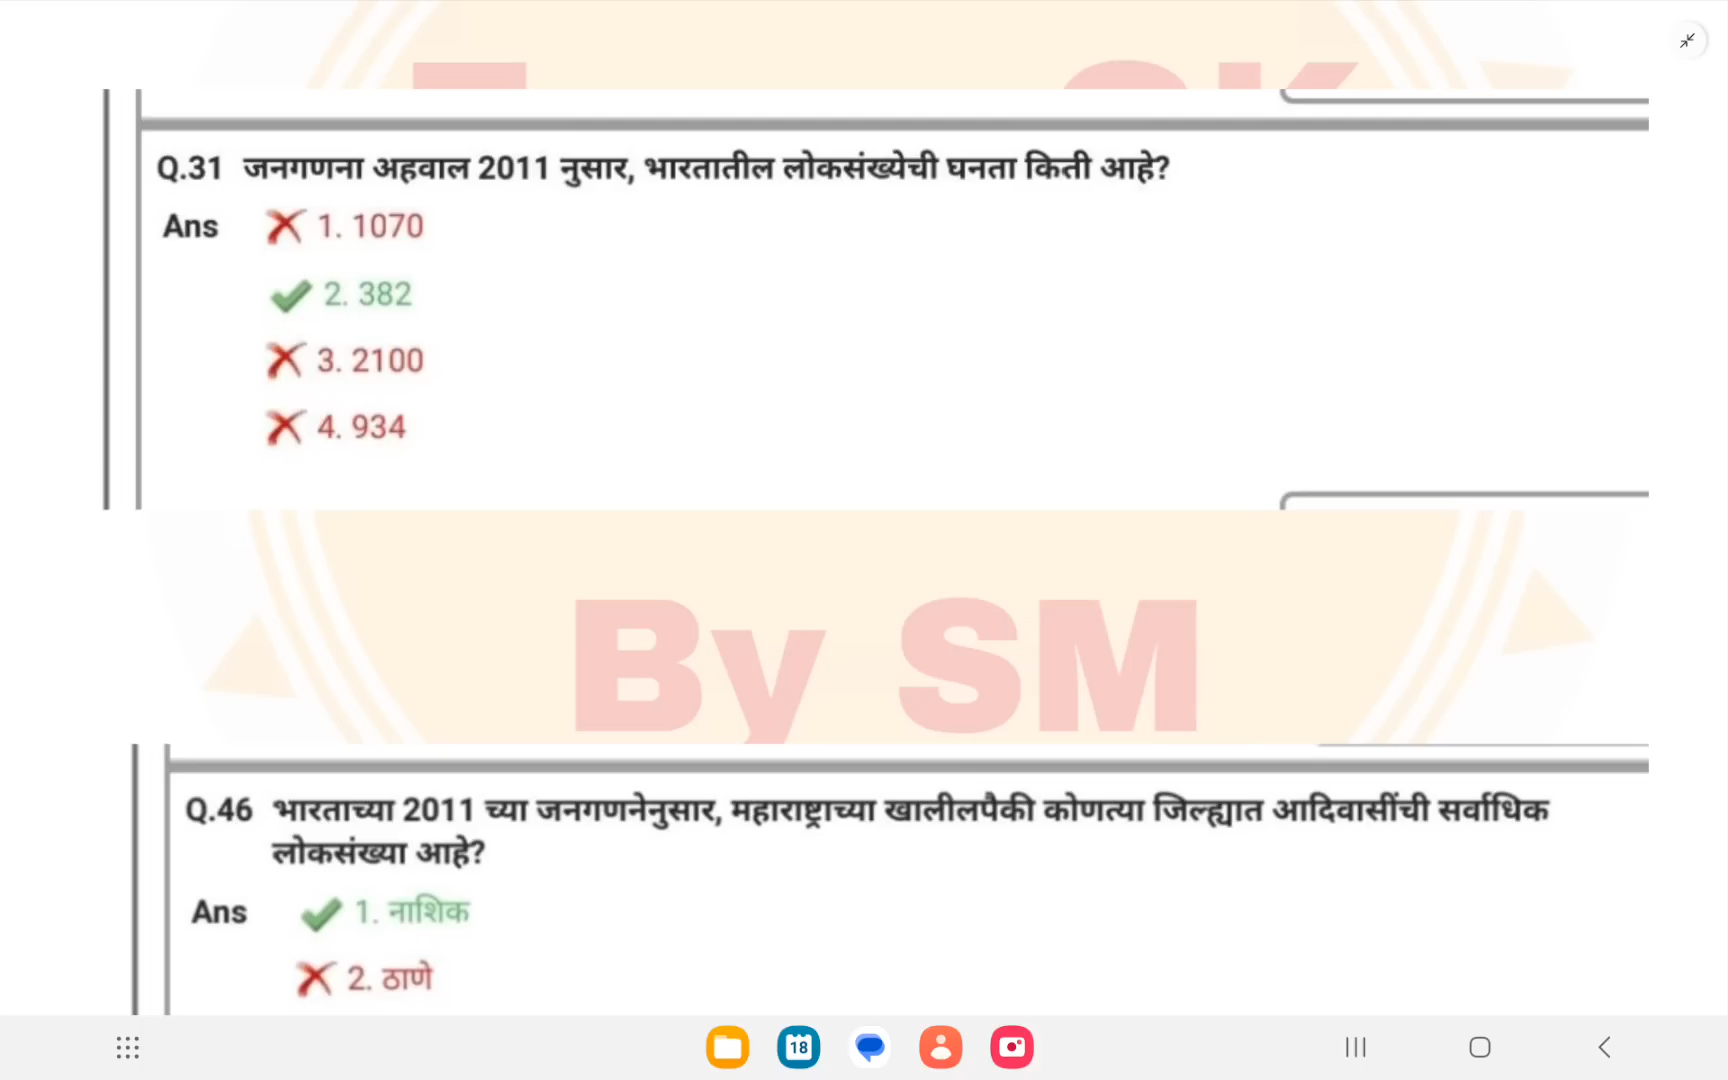 Q.31 जनगणना अहवाल 2011 नुसार, भारतातील लोकसंख्येची घनता किती आहे?
Ans 1. 1070
2. 382
3. 2100
4. 934
By SM
Q.46 भारताच्या 2011 च्या जनगणनेनुसार, महाराष्ट्राच्या खालीलपैकी कोणत्या जिल्ह्यात आदिवासींची सर्वाधिक
लोकसंख्या आहे?
Ans 1. नाशिक
2. ठाणे
18